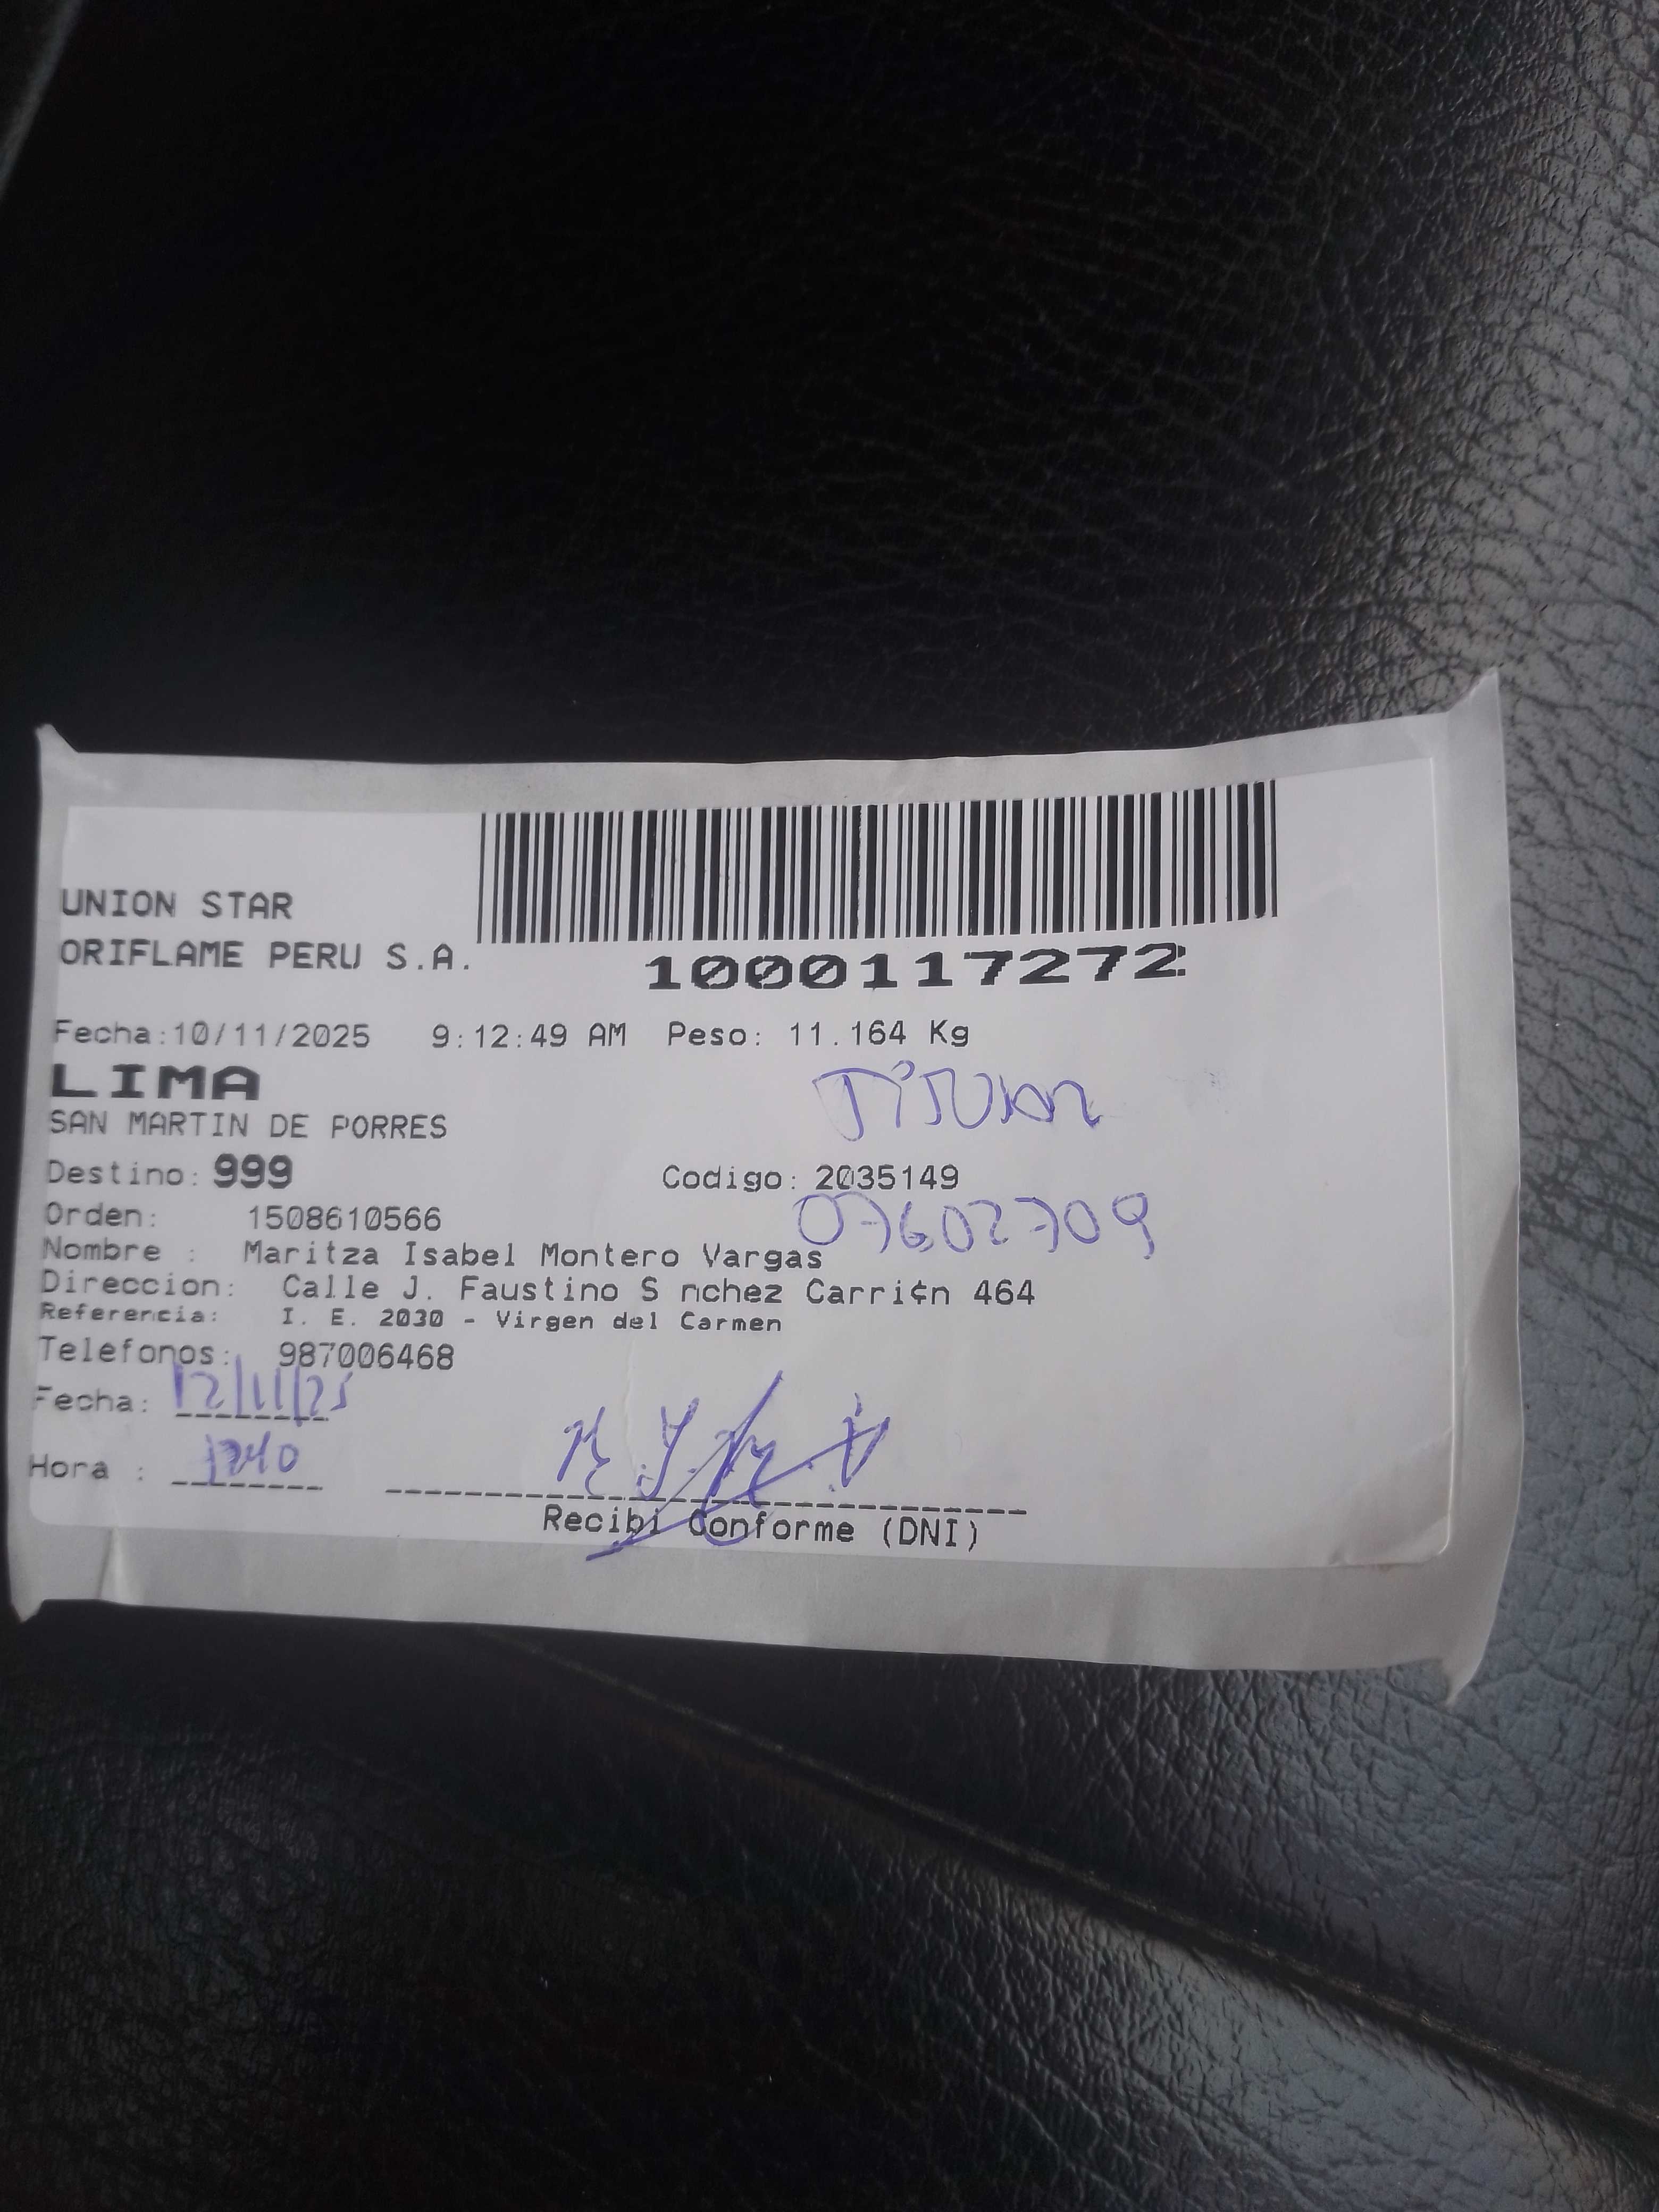 UNION STAR
ORIFLAME PERU S.A.
1000117272
Fecha:10/11/2025 9:12:49 AM Peso: 11.164 Kg
LIMA
SAN MARTIN DE PORRES
Destino: 999 Codigo: 2035149
Orden: 1508610566
07602709
Nombre : Maritza Isabel Montero Vargas
Direccion: Calle J. Faustino S nchez Carri¢n 464
Referencia: I. E. 2030 - Virgen del Carmen
Telefonos: 987006468
Fecha: 12/11/25
Hora :
Recibi Conforme (DNI)